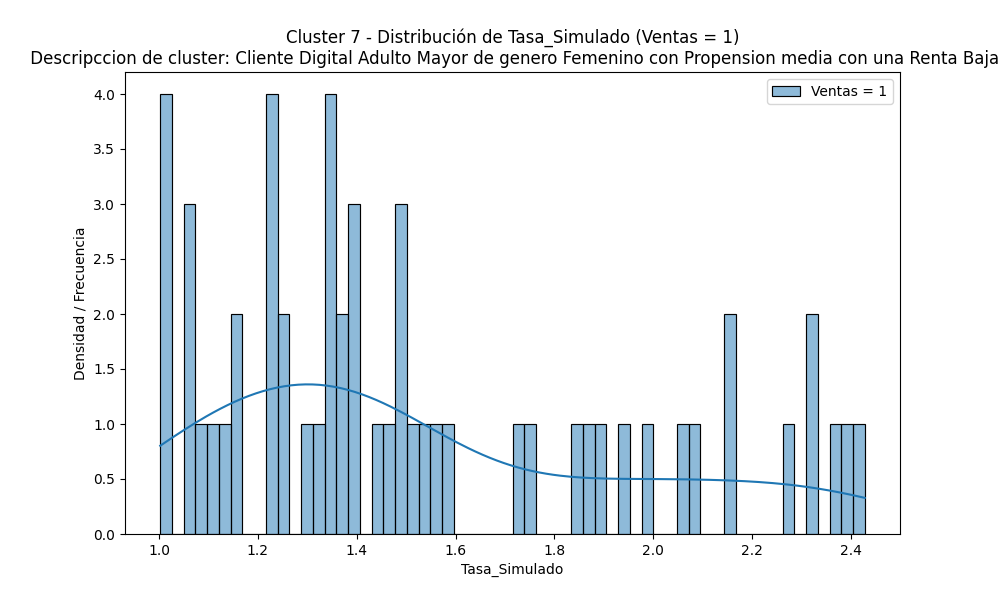 Cluster 7 - Distribución de Tasa_Simulado (Ventas = 1)
Descripccion de cluster: Cliente Digital Adulto Mayor de genero Femenino con Propension media con una Renta Baja
Ventas = 1
4.0
3.5
3.0
2.5
2.0
1.5
1.0
0.5
0.0
Densidad / Frecuencia
1.0 1.2 1.4 1.6 1.8 2.0 2.2 2.4
Tasa_Simulado